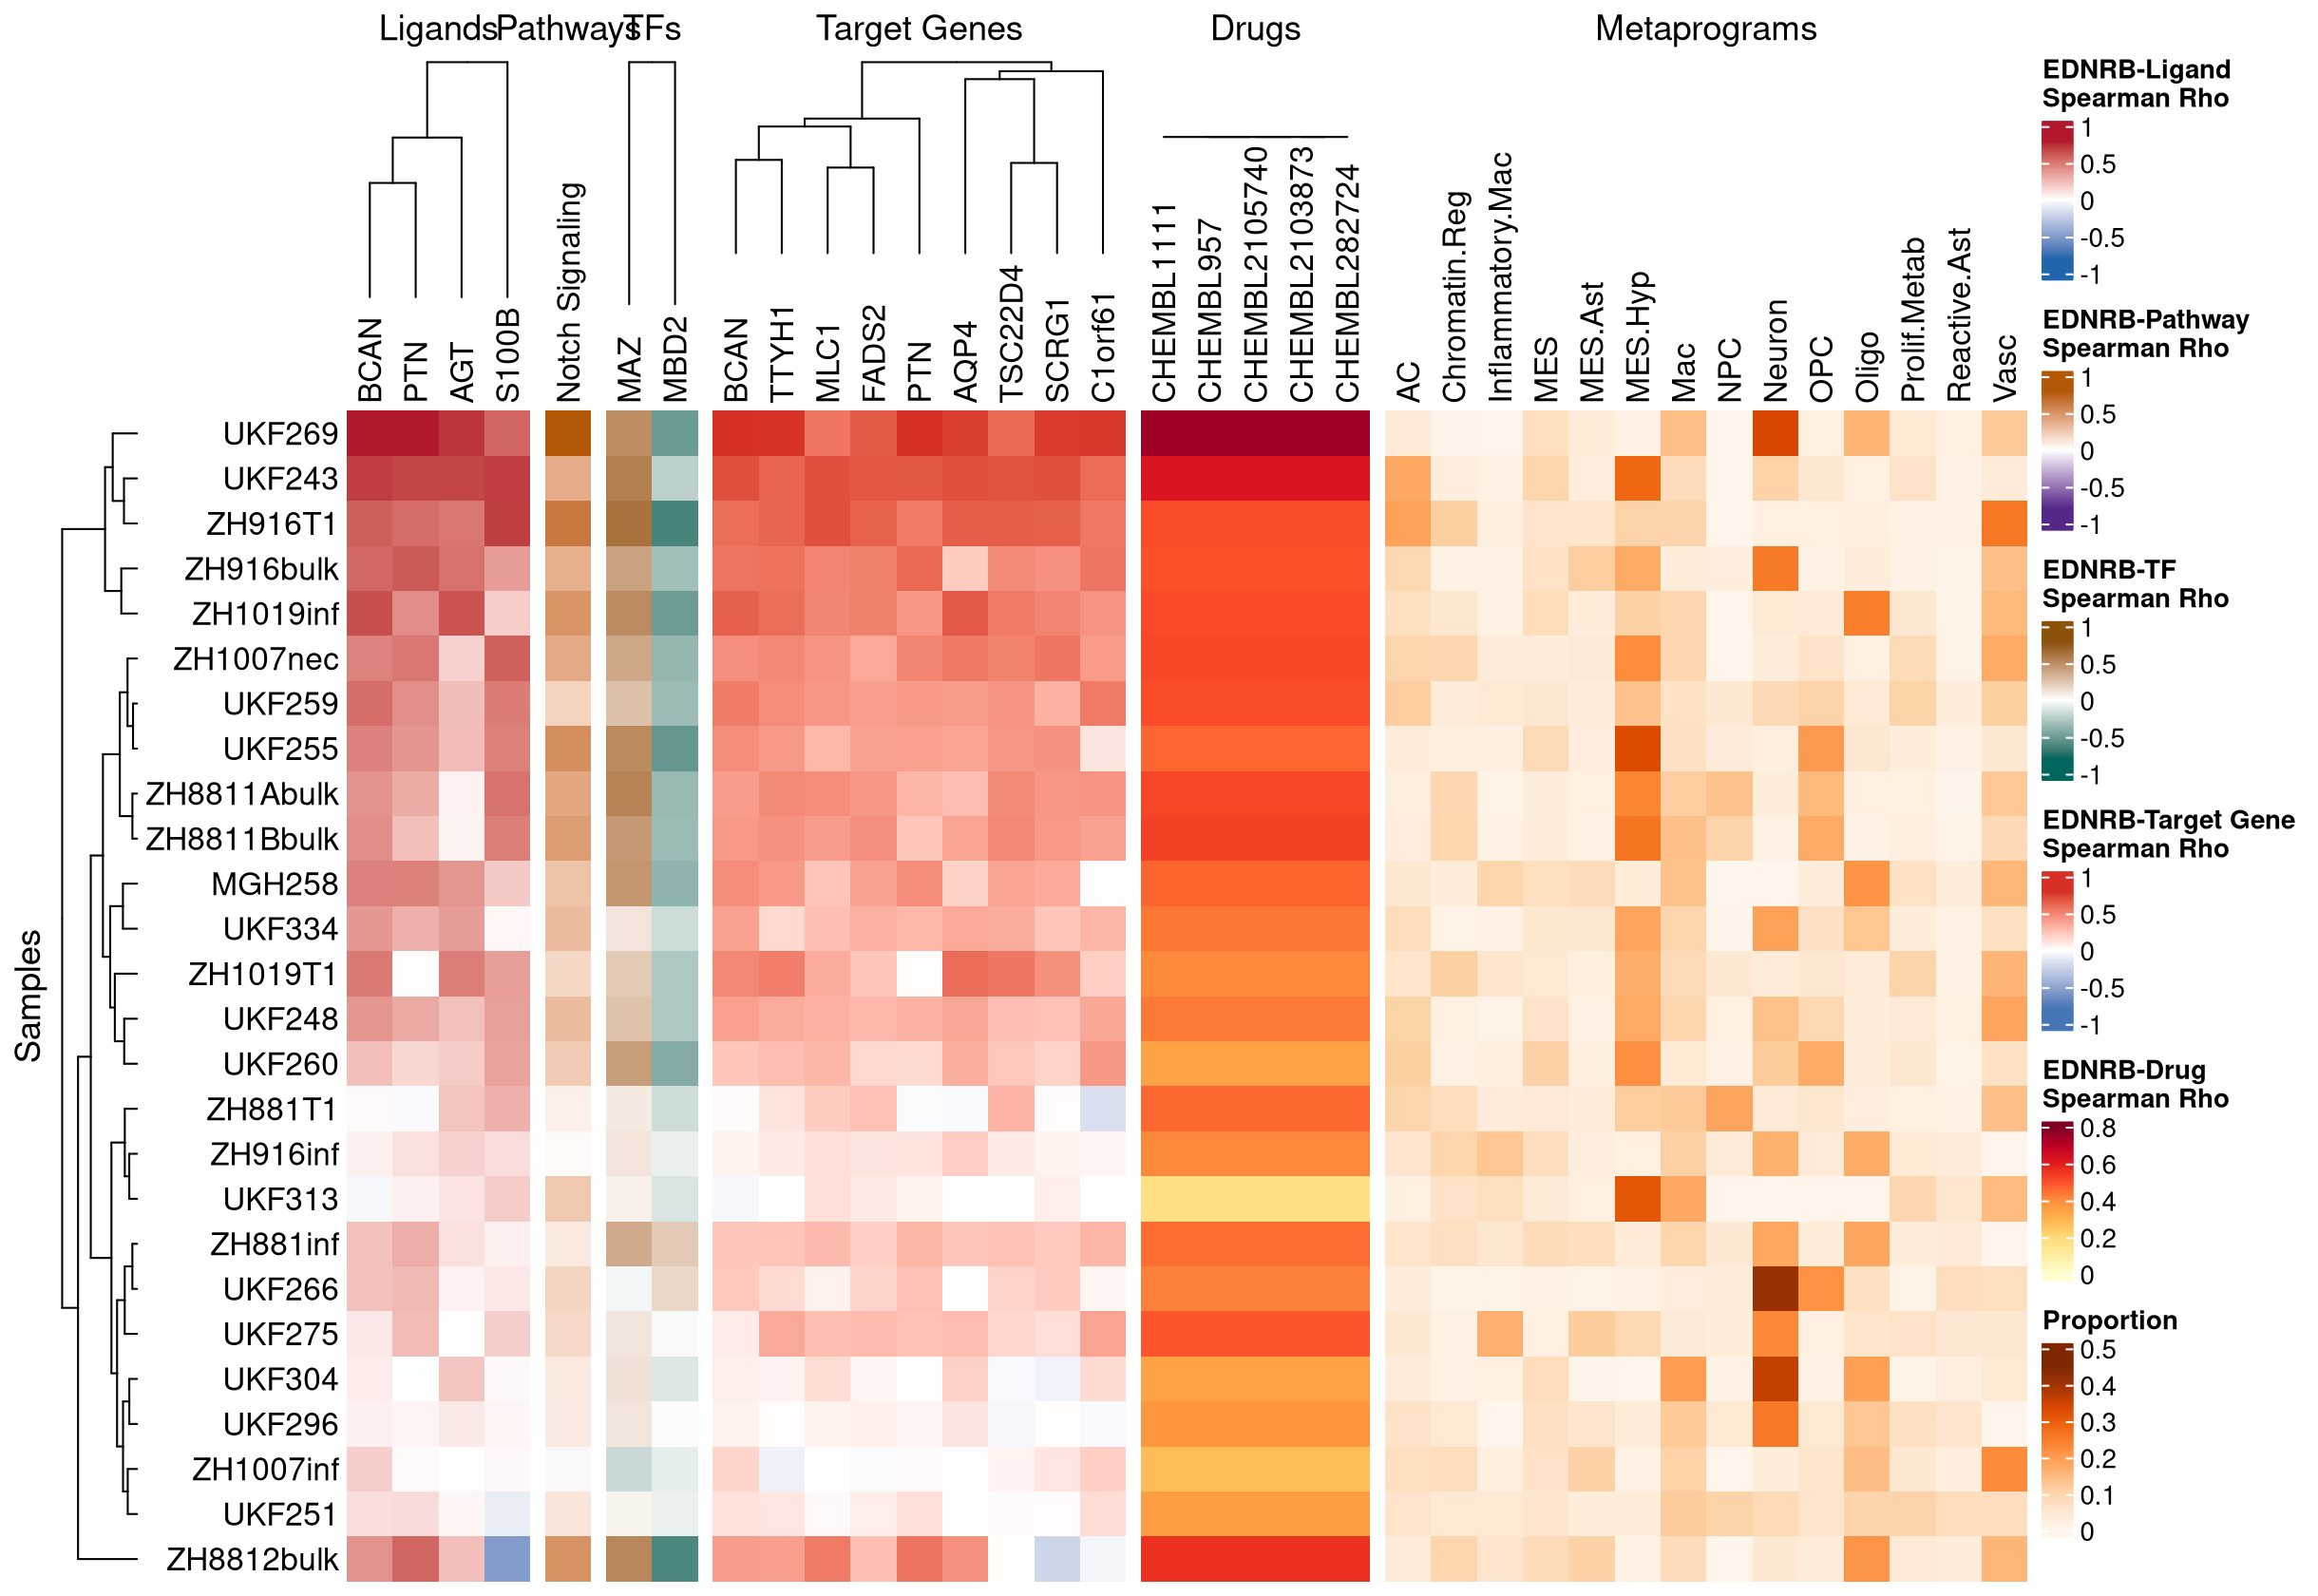 Ligands Pathways TFs Target Genes Drugs Metaprograms
BCAN PTN AGT S100B Notch Signaling MAZ MBD2 BCAN TTYH1 MLC1 FADS2 PTN AQP4 TSC22D4 SCRG1 C1orf61 CHEMBL1111 CHEMBL957 CHEMBL2105740 CHEMBL2103873 CHEMBL282724 AC Chromatin.Reg Inflammatory.Mac MES MES.Ast MES.Hyp Mac NPC Neuron OPC Oligo Prolif.Metab Reactive.Ast Vasc
Samples
UKF269
UKF243
ZH916T1
ZH916bulk
ZH1019inf
ZH1007nec
UKF259
UKF255
ZH8811Abulk
ZH8811Bbulk
MGH258
UKF334
ZH1019T1
UKF248
UKF260
ZH881T1
ZH916inf
UKF313
ZH881inf
UKF266
UKF275
UKF304
UKF296
ZH1007inf
UKF251
ZH8812bulk
EDNRB-Ligand
Spearman Rho
1
0.5
0
-0.5
-1
EDNRB-Pathway
Spearman Rho
1
0.5
0
-0.5
-1
EDNRB-TF
Spearman Rho
1
0.5
0
-0.5
-1
EDNRB-Target Gene
Spearman Rho
1
0.5
0
-0.5
-1
EDNRB-Drug
Spearman Rho
0.8
0.6
0.4
0.2
0
Proportion
0.5
0.4
0.3
0.2
0.1
0